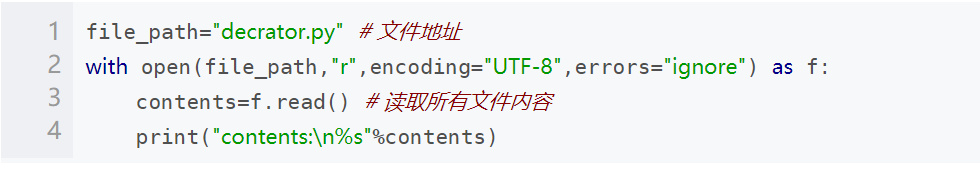 1 file_path="decrator.py" #文件地址
2 with open(file_path,"r",encoding="UTF-8",errors="ignore") as f:
3     contents=f.read() #读取所有文件内容
4     print("contents:\n%s"%contents)